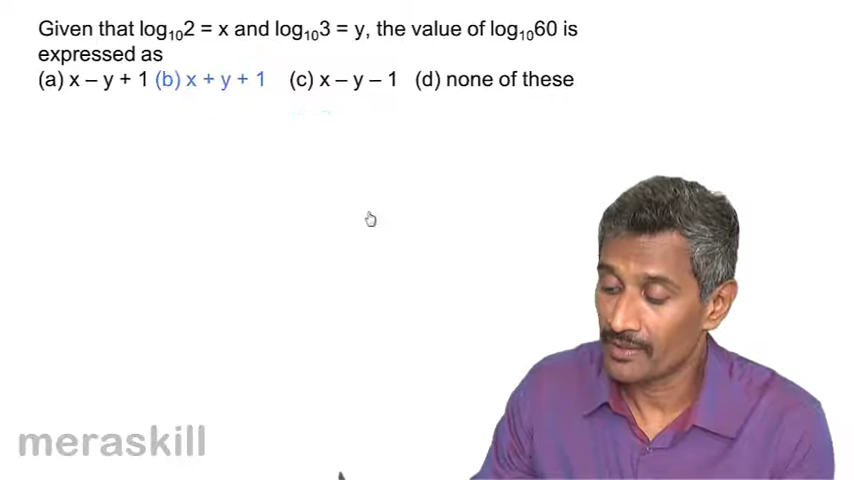 Given that log₁₀2 = x and log₁₀3 = y, the value of log₁₀60 is
expressed as
(a) x – y + 1 (b) x + y + 1 (c) x – y – 1 (d) none of these
meraskill